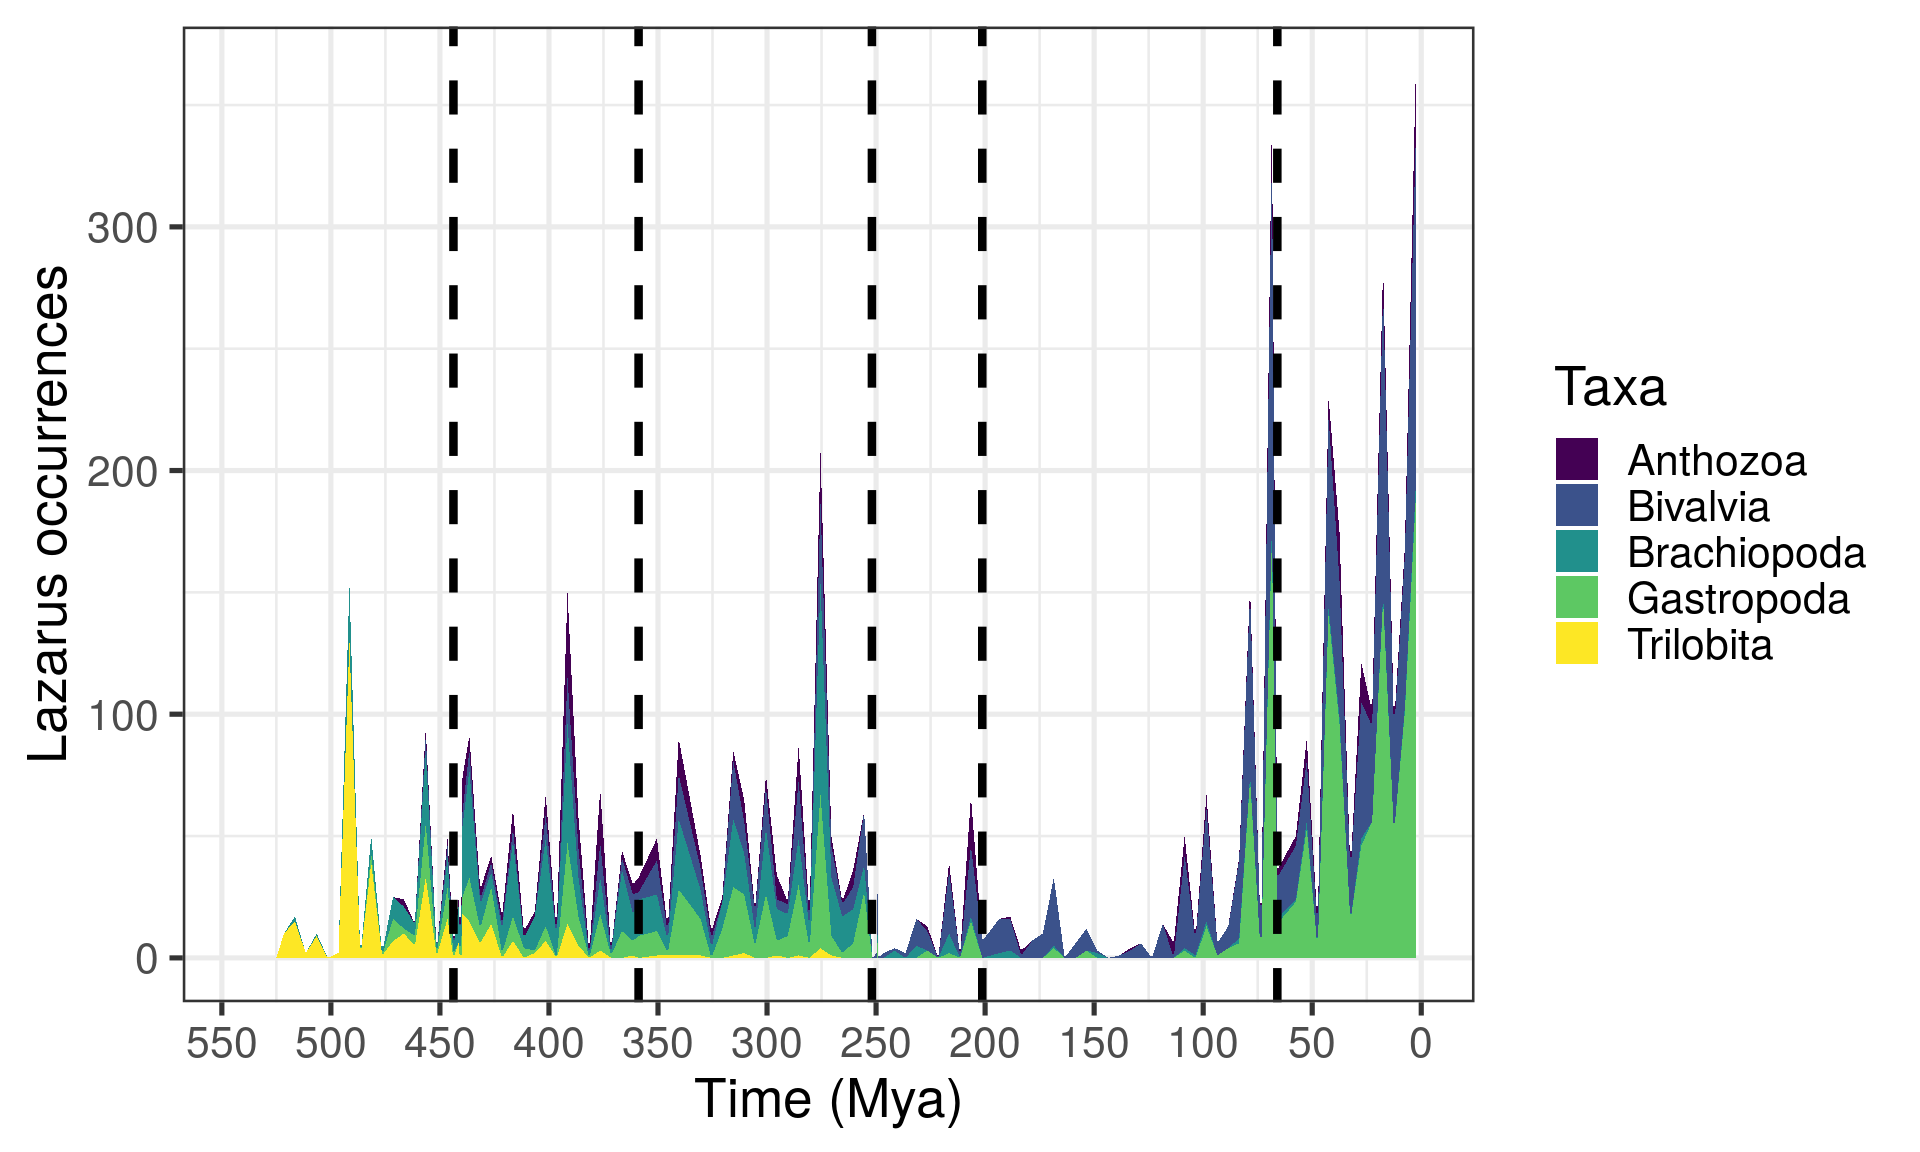 Lazarus occurrences
300
200
100
0
550 500 450 400 350 300 250 200 150 100 50 0
Time (Mya)
Taxa
Anthozoa
Bivalvia
Brachiopoda
Gastropoda
Trilobita